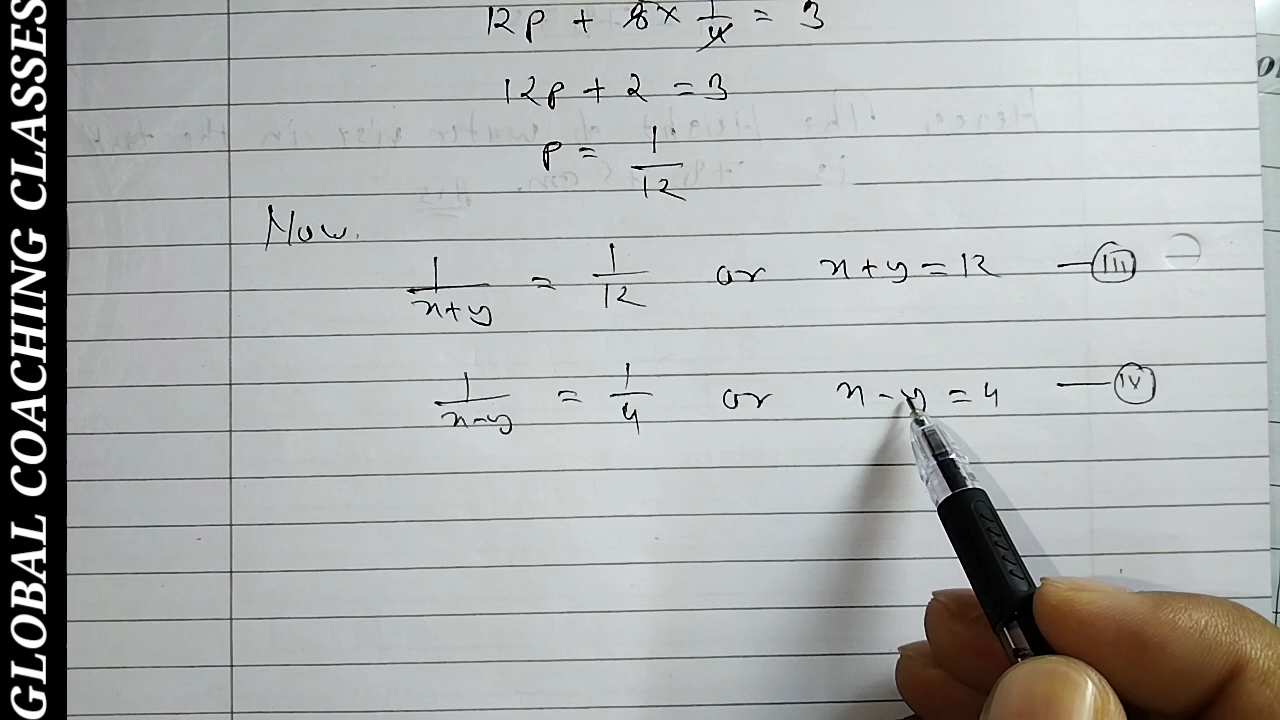 GLOBAL COACHING CLASSES
12p + 8 × 1/4 = 3
12p + 2 = 3
p = 1/12
Now.
1/(x+y) = 1/12 or x+y = 12 — (III)
1/(x-y) = 1/4 or x - y = 4 — (IV)